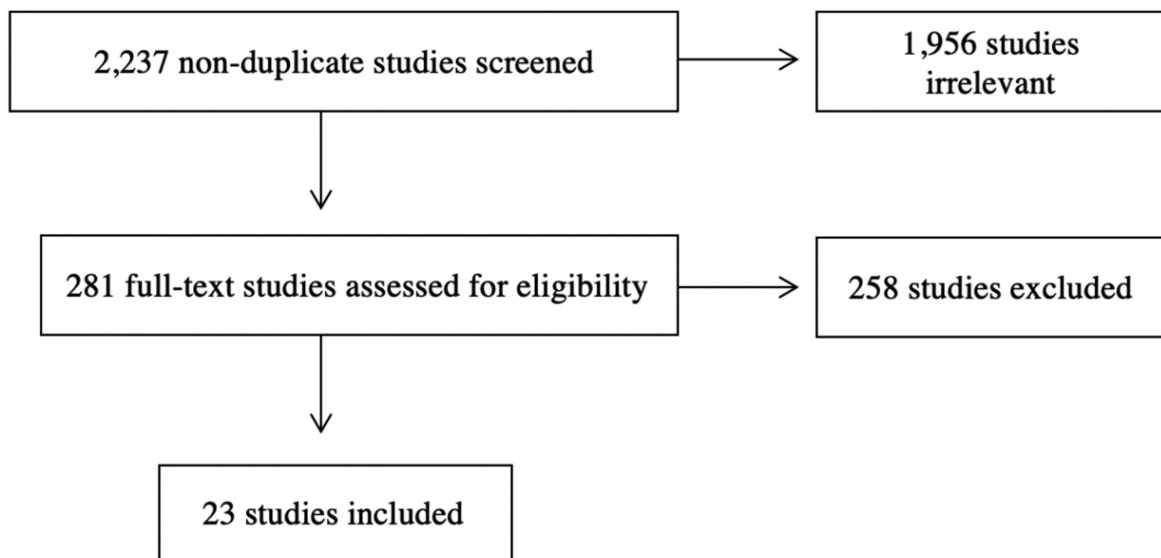 2,237 non-duplicate studies screened
1,956 studies
irrelevant
281 full-text studies assessed for eligibility
258 studies excluded
23 studies included